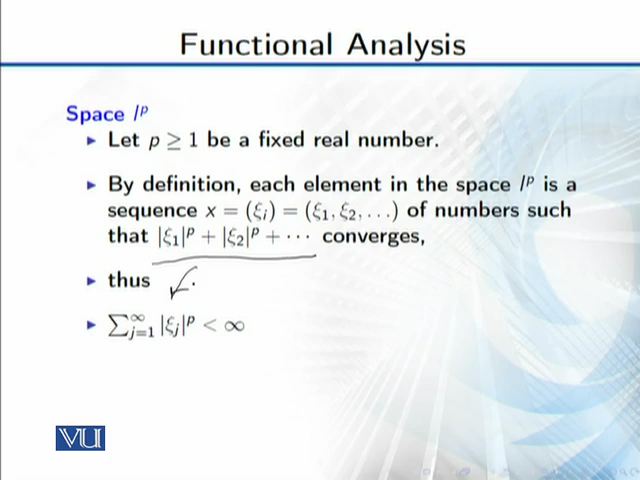 Functional Analysis
Space l^p
► Let p ≥ 1 be a fixed real number.
► By definition, each element in the space l^p is a
sequence x = (ξ_i) = (ξ_1, ξ_2, . . .) of numbers such
that |ξ_1|^p + |ξ_2|^p + ··· converges,
► thus
► ∑_{j=1}^∞ |ξ_j|^p < ∞
VU